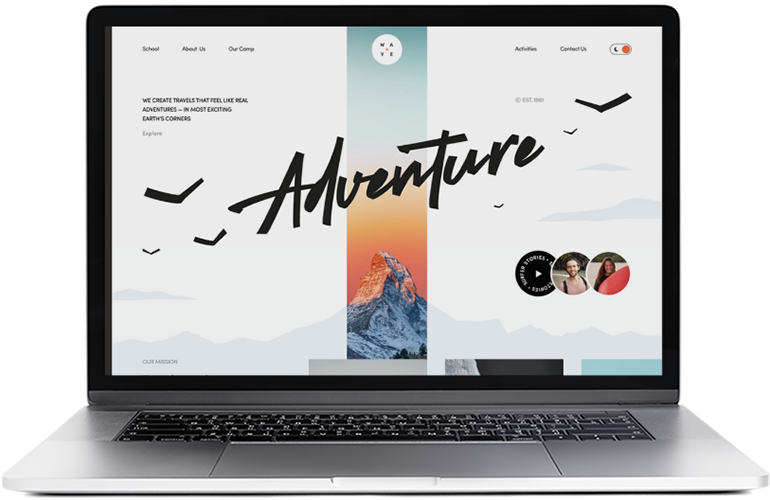 School About Us Our Camp
W A
V E
Activities Contact Us
WE CREATE TRAVELS THAT FEEL LIKE REAL
ADVENTURES — IN MOST EXCITING
EARTH'S CORNERS
Explore
© EST. 1981
Adventure
SURFER STORIES • STORIES •
OUR MISSION